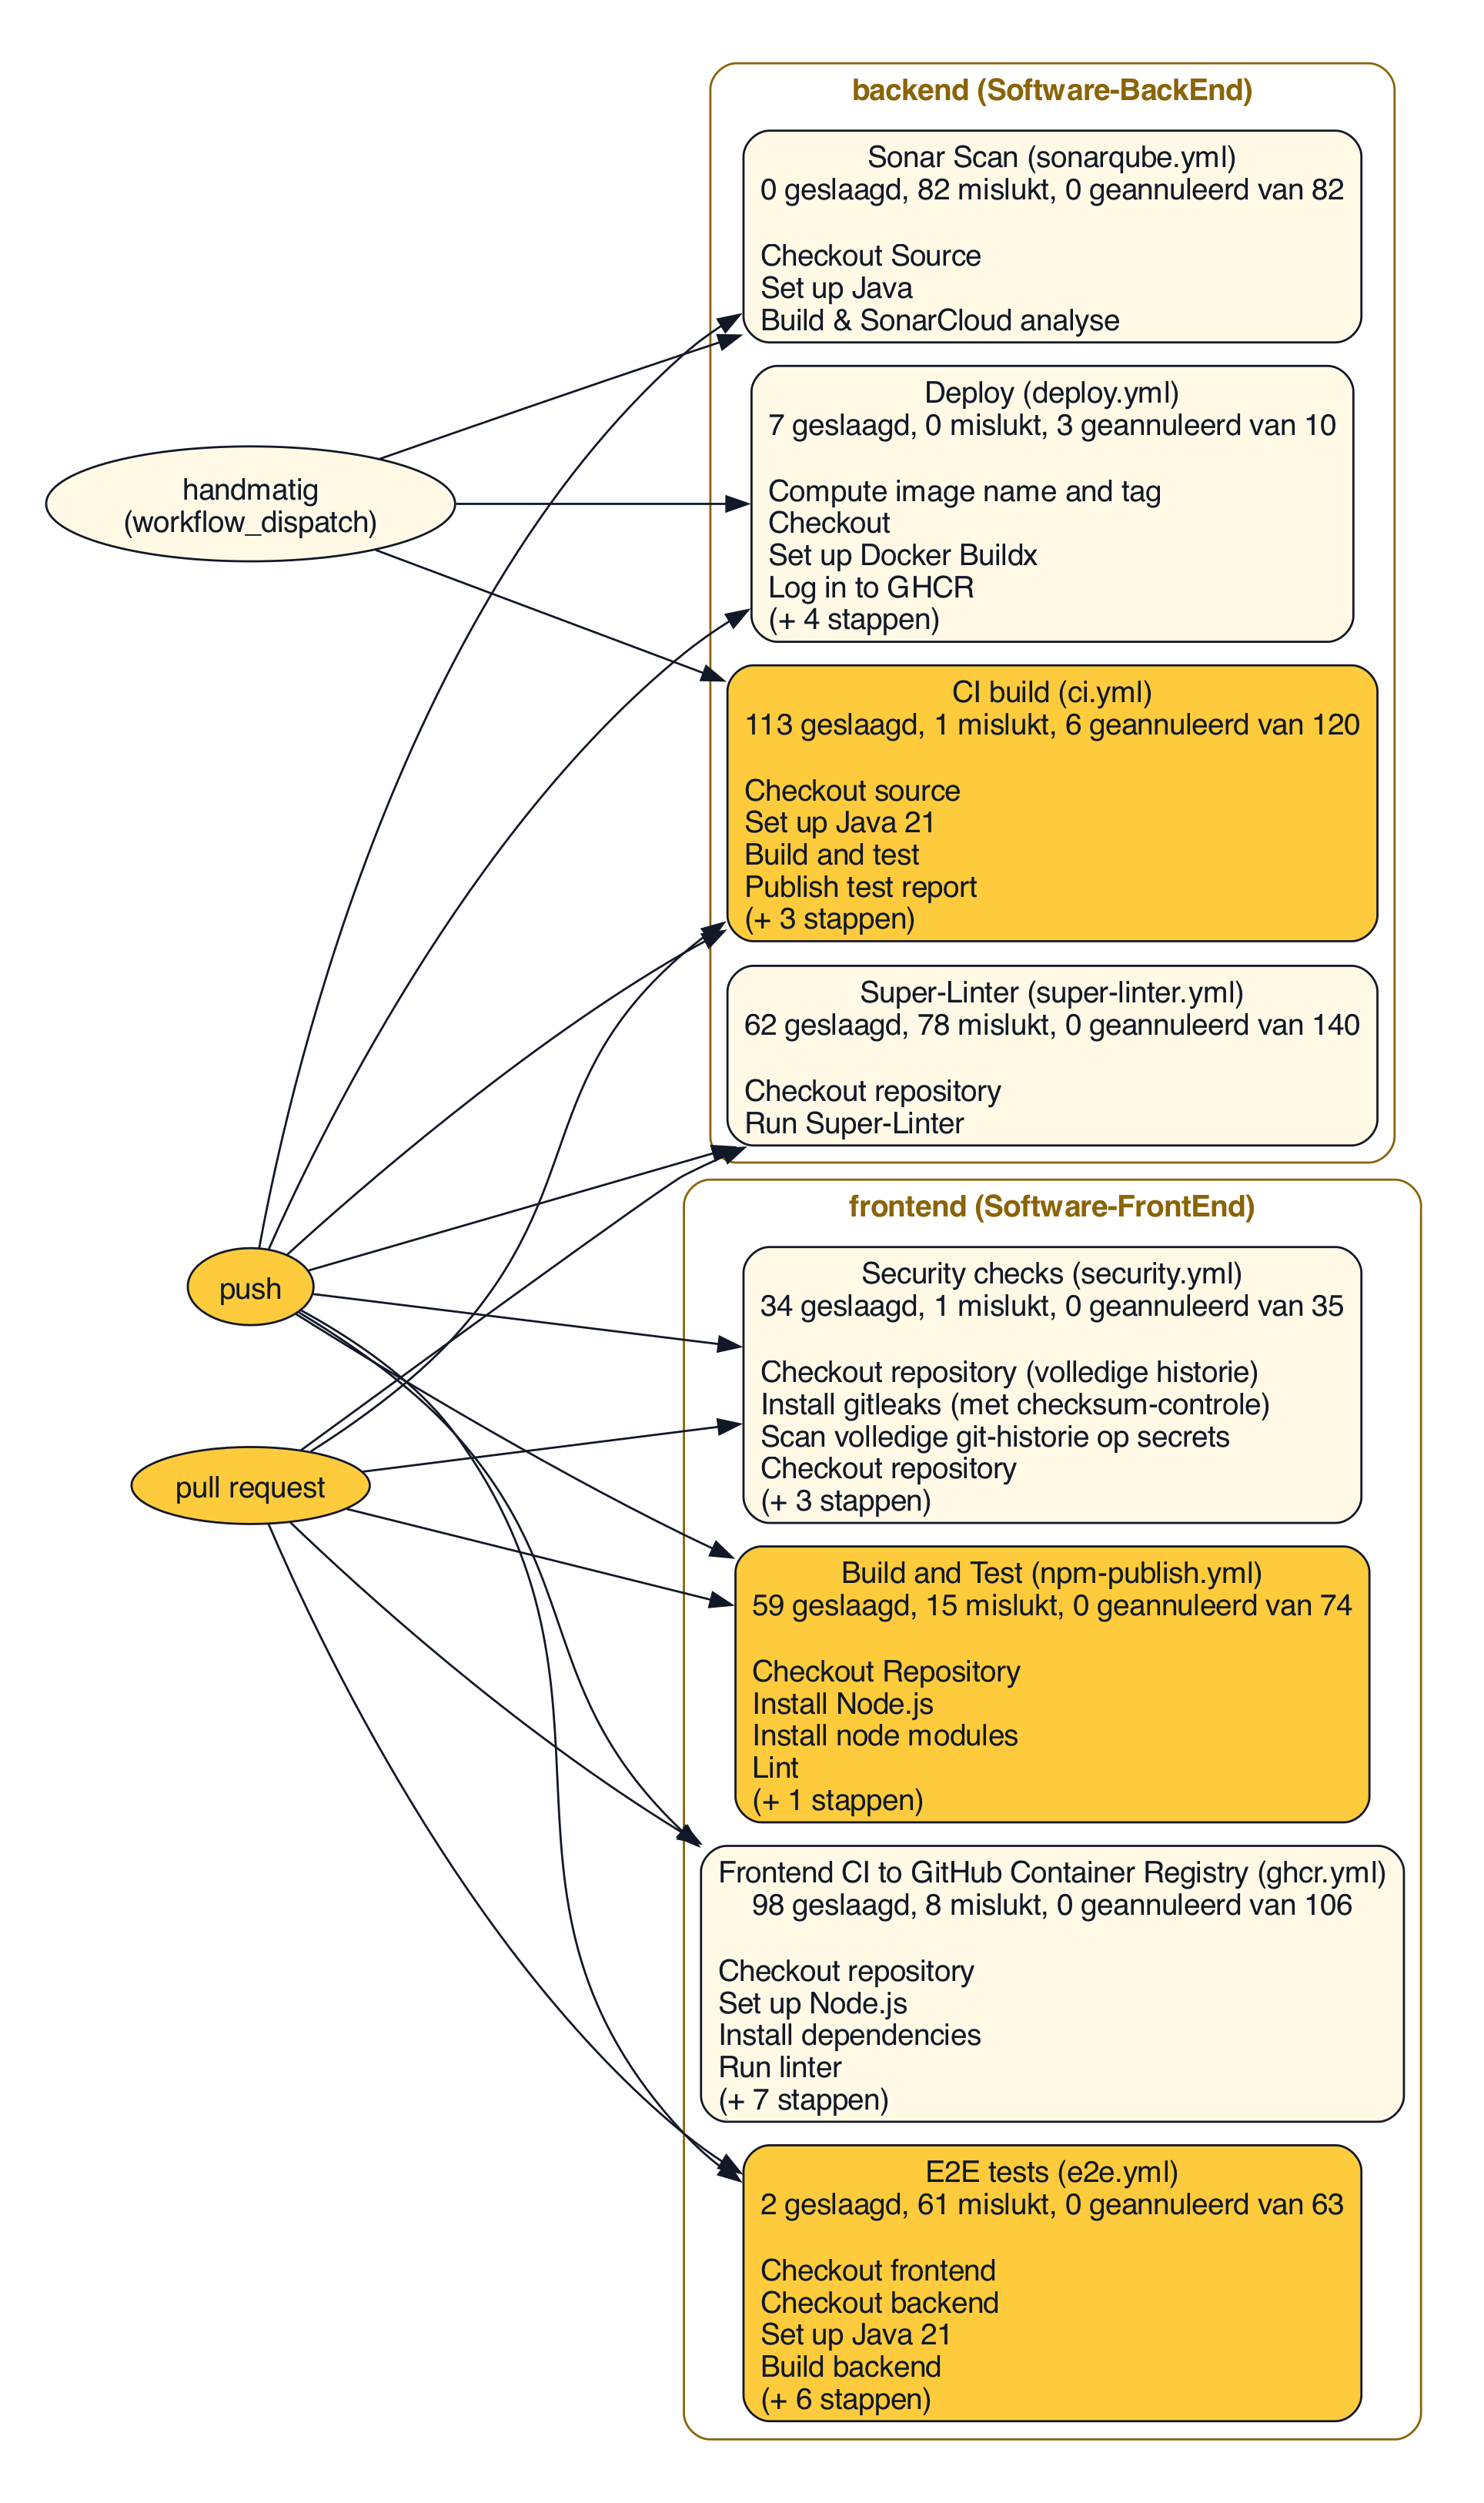 backend (Software-BackEnd)
Sonar Scan (sonarqube.yml)
0 geslaagd, 82 mislukt, 0 geannuleerd van 82
Checkout Source
Set up Java
Build & SonarCloud analyse
Deploy (deploy.yml)
7 geslaagd, 0 mislukt, 3 geannuleerd van 10
Compute image name and tag
Checkout
Set up Docker Buildx
Log in to GHCR
(+ 4 stappen)
handmatig
(workflow_dispatch)
CI build (ci.yml)
113 geslaagd, 1 mislukt, 6 geannuleerd van 120
Checkout source
Set up Java 21
Build and test
Publish test report
(+ 3 stappen)
Super-Linter (super-linter.yml)
62 geslaagd, 78 mislukt, 0 geannuleerd van 140
Checkout repository
Run Super-Linter
push
pull request
frontend (Software-FrontEnd)
Security checks (security.yml)
34 geslaagd, 1 mislukt, 0 geannuleerd van 35
Checkout repository (volledige historie)
Install gitleaks (met checksum-controle)
Scan volledige git-historie op secrets
Checkout repository
(+ 3 stappen)
Build and Test (npm-publish.yml)
59 geslaagd, 15 mislukt, 0 geannuleerd van 74
Checkout Repository
Install Node.js
Install node modules
Lint
(+ 1 stappen)
Frontend CI to GitHub Container Registry (ghcr.yml)
98 geslaagd, 8 mislukt, 0 geannuleerd van 106
Checkout repository
Set up Node.js
Install dependencies
Run linter
(+ 7 stappen)
E2E tests (e2e.yml)
2 geslaagd, 61 mislukt, 0 geannuleerd van 63
Checkout frontend
Checkout backend
Set up Java 21
Build backend
(+ 6 stappen)